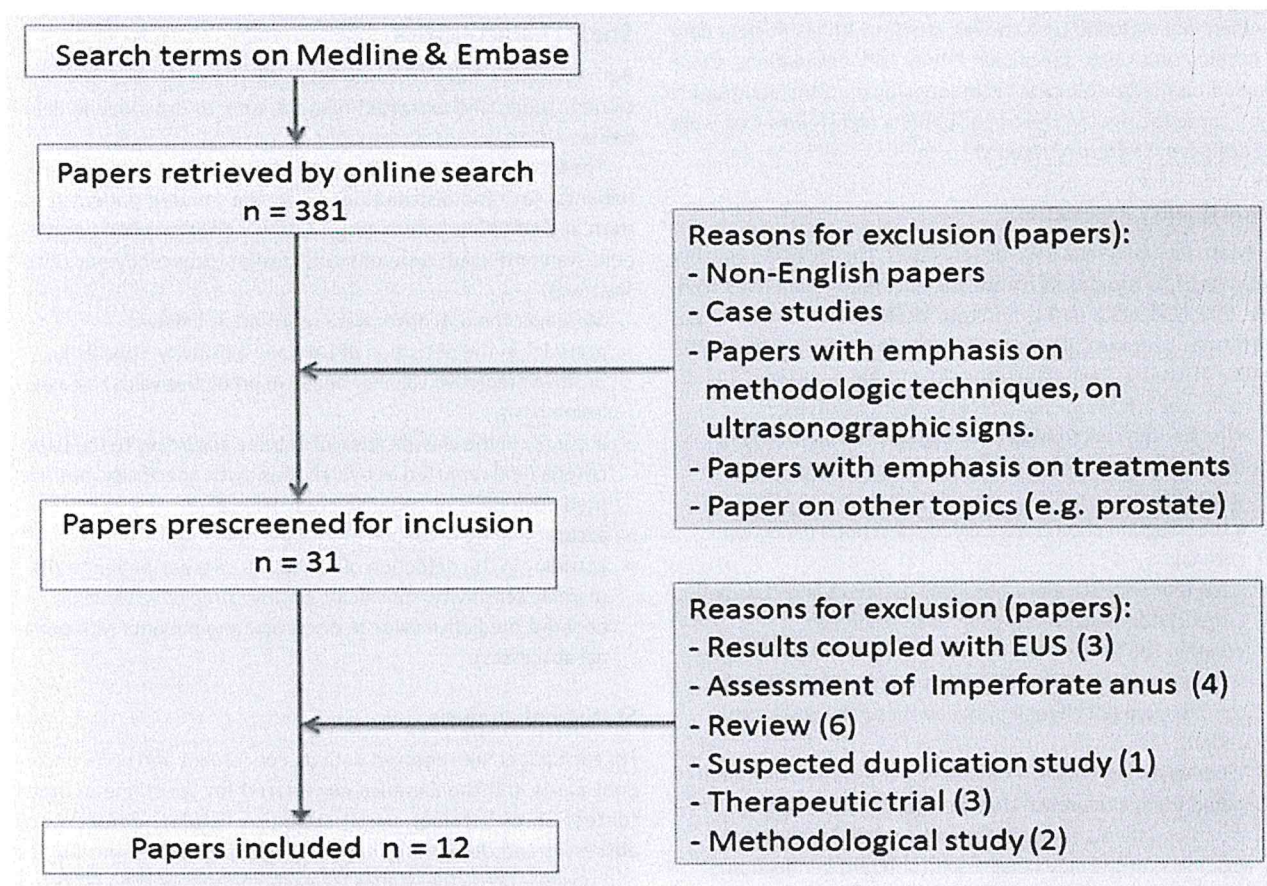 Search terms on Medline & Embase
Papers retrieved by online search
n = 381
Reasons for exclusion (papers):
- Non-English papers
- Case studies
- Papers with emphasis on
methodologic techniques, on
ultrasonographic signs.
- Papers with emphasis on treatments
- Paper on other topics (e.g. prostate)
Papers prescreened for inclusion
n = 31
Reasons for exclusion (papers):
- Results coupled with EUS (3)
- Assessment of Imperforate anus (4)
- Review (6)
- Suspected duplication study (1)
- Therapeutic trial (3)
- Methodological study (2)
Papers included n = 12